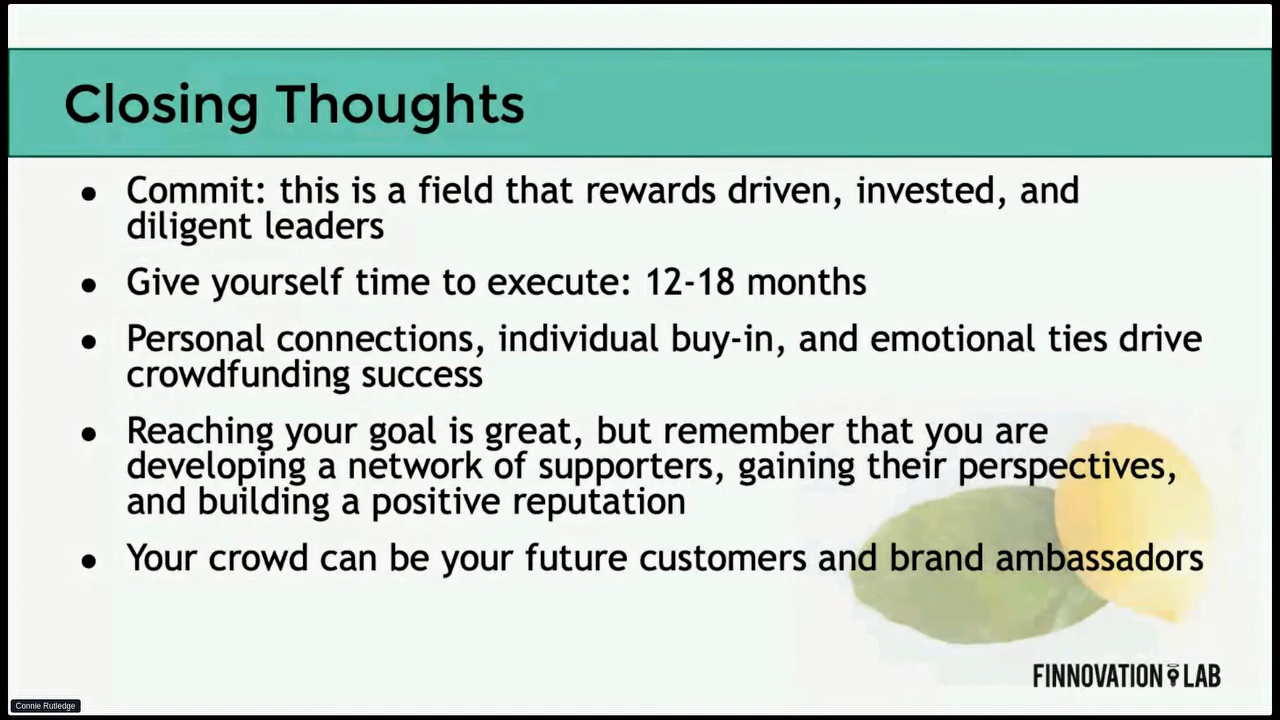 Closing Thoughts
● Commit: this is a field that rewards driven, invested, and
diligent leaders
● Give yourself time to execute: 12-18 months
● Personal connections, individual buy-in, and emotional ties drive
crowdfunding success
● Reaching your goal is great, but remember that you are
developing a network of supporters, gaining their perspectives,
and building a positive reputation
● Your crowd can be your future customers and brand ambassadors
FINNOVATION LAB
Connie Rutledge